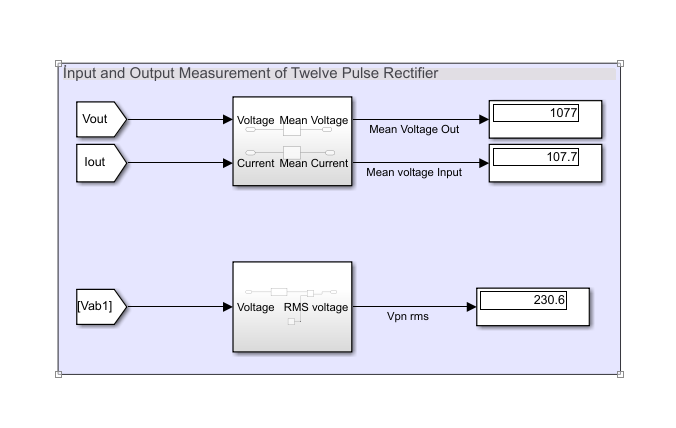 Input and Output Measurement of Twelve Pulse Rectifier
Vout
Voltage Mean Voltage
Mean Voltage Out
1077
Iout
Current Mean Current
Mean voltage Input
107.7
[Vab1]
Voltage RMS voltage
Vpn rms
230.6